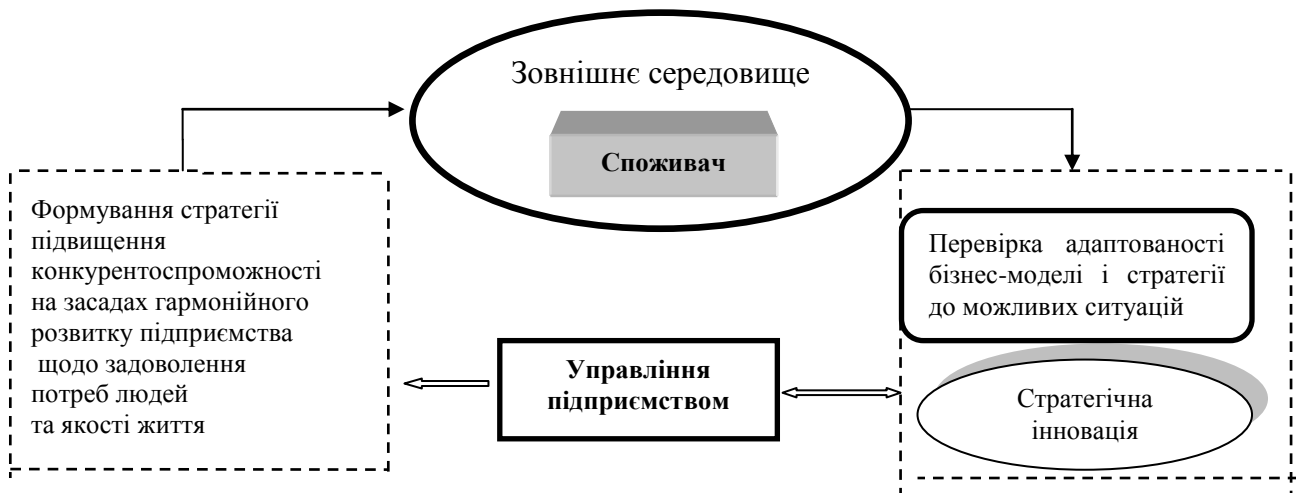 Зовнішнє середовище
Споживач
Формування стратегії
підвищення
конкурентоспроможності
на засадах гармонійного
розвитку підприємства
щодо задоволення
потреб людей
та якості життя
Управління
підприємством
Перевірка адаптованості
бізнес-моделі і стратегії
до можливих ситуацій
Стратегічна
інновація